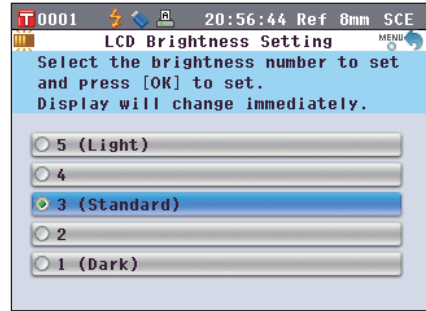 T0001 A 20:56:44 Ref 8mm SCE
LCD Brightness Setting MENU
Select the brightness number to set
and press [OK] to set.
Display will change immediately.
5 (Light)
4
3 (Standard)
2
1 (Dark)